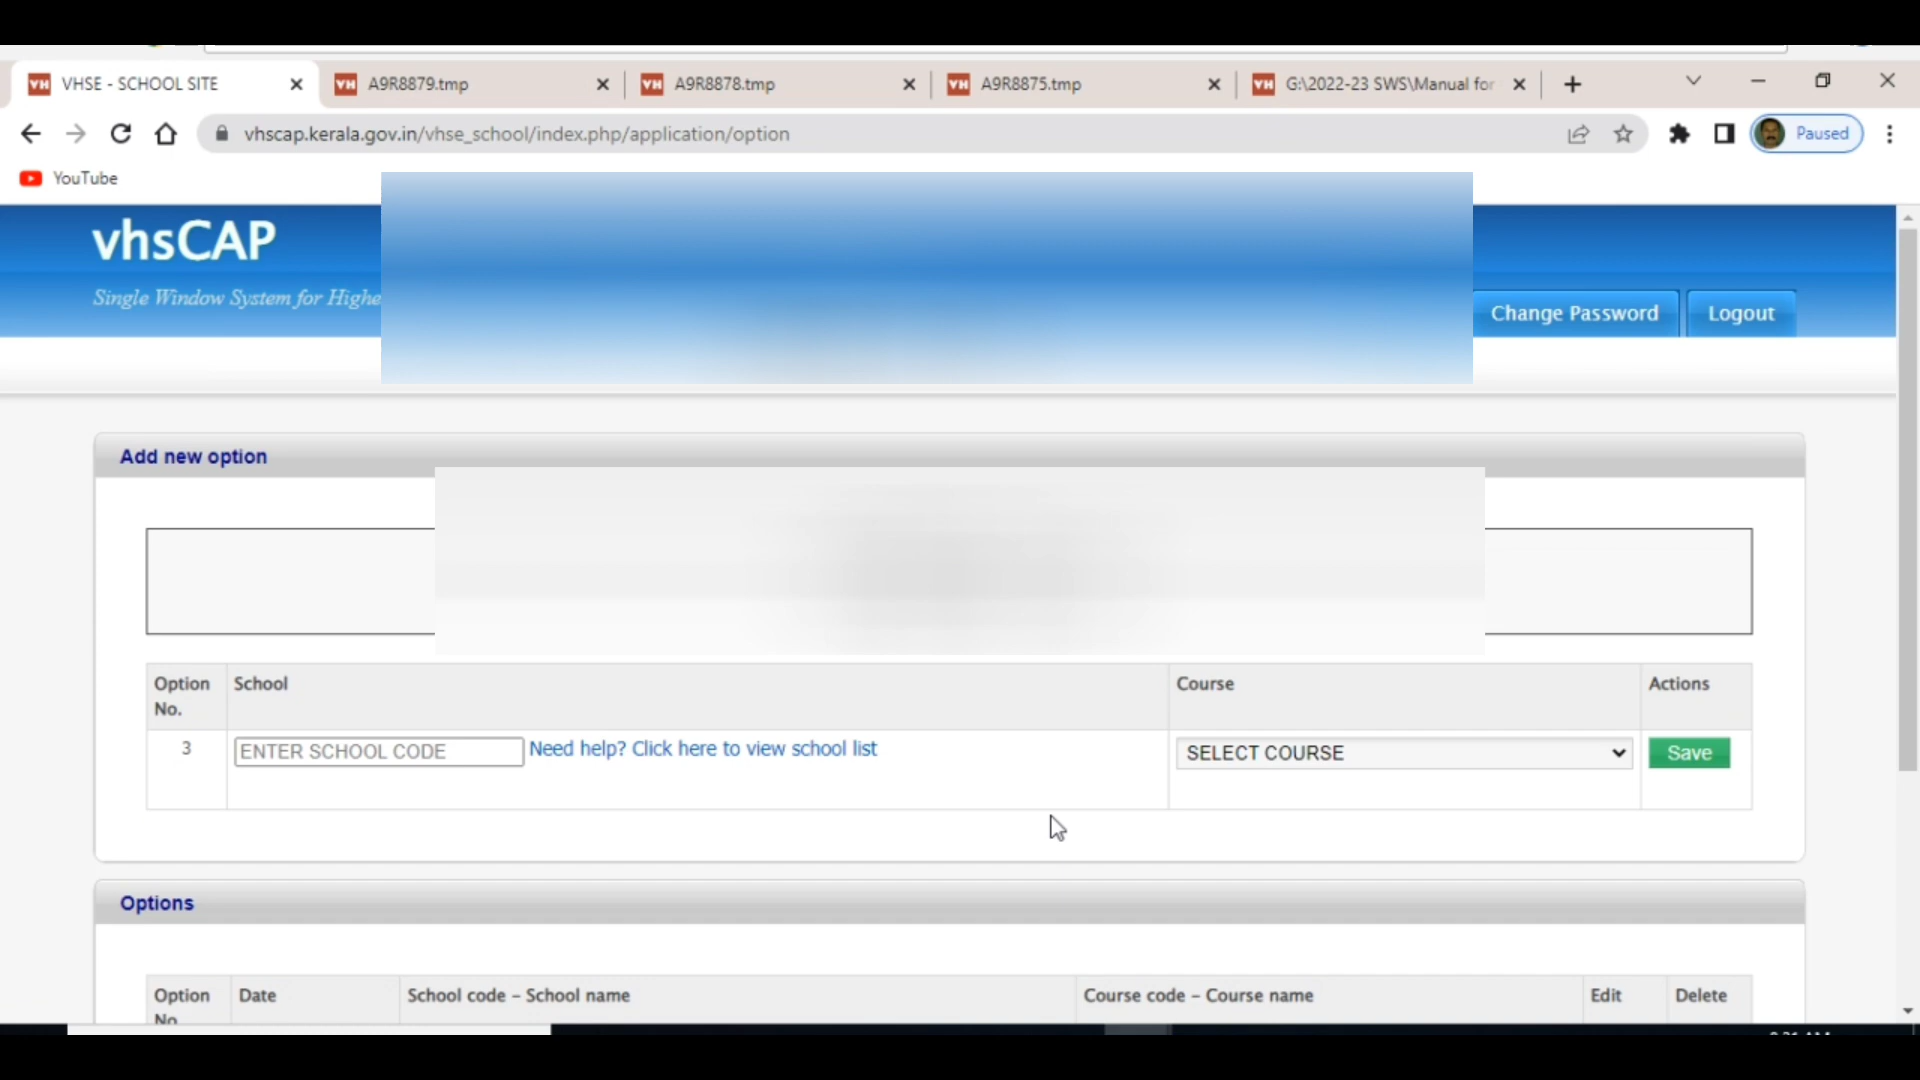 VHSE - SCHOOL SITE
A9R8879.tmp
A9R8878.tmp
A9R8875.tmp
G:\2022-23 SWS\Manual for
vhscap.kerala.gov.in/vhse_school/index.php/application/option
Paused
YouTube
vhsCAP
Single Window System for Highe
Change Password
Logout
Add new option
Option No.
School
Course
Actions
3
ENTER SCHOOL CODE
Need help? Click here to view school list
SELECT COURSE
Save
Options
Option No
Date
School code – School name
Course code – Course name
Edit
Delete